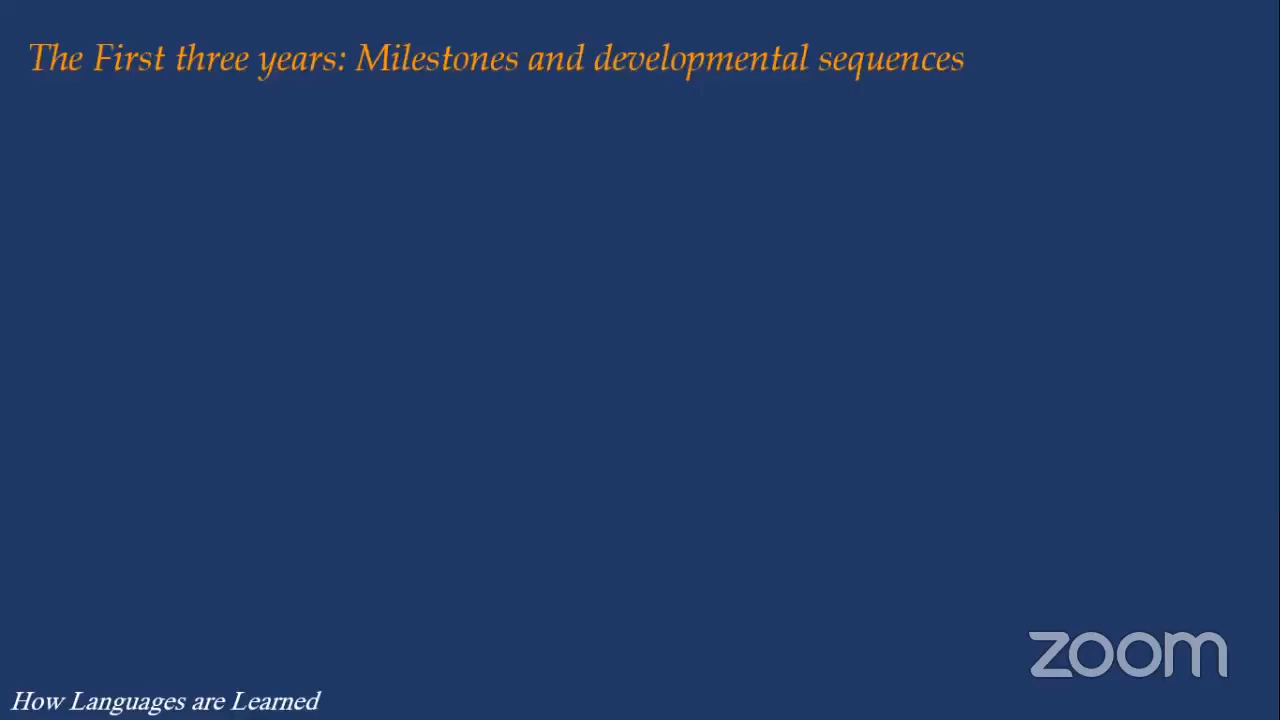 The First three years: Milestones and developmental sequences
zoom
How Languages are Learned